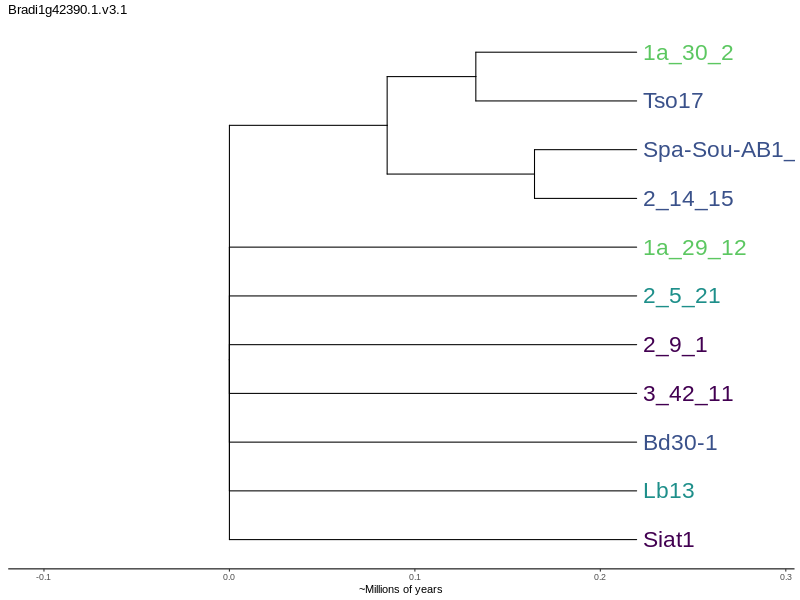 Bradi1g42390.1.v3.1
1a_30_2
Tso17
Spa-Sou-AB1_
2_14_15
1a_29_12
2_5_21
2_9_1
3_42_11
Bd30-1
Lb13
Siat1
-0.1 0.0 0.1 0.2 0.3
~Millions of years